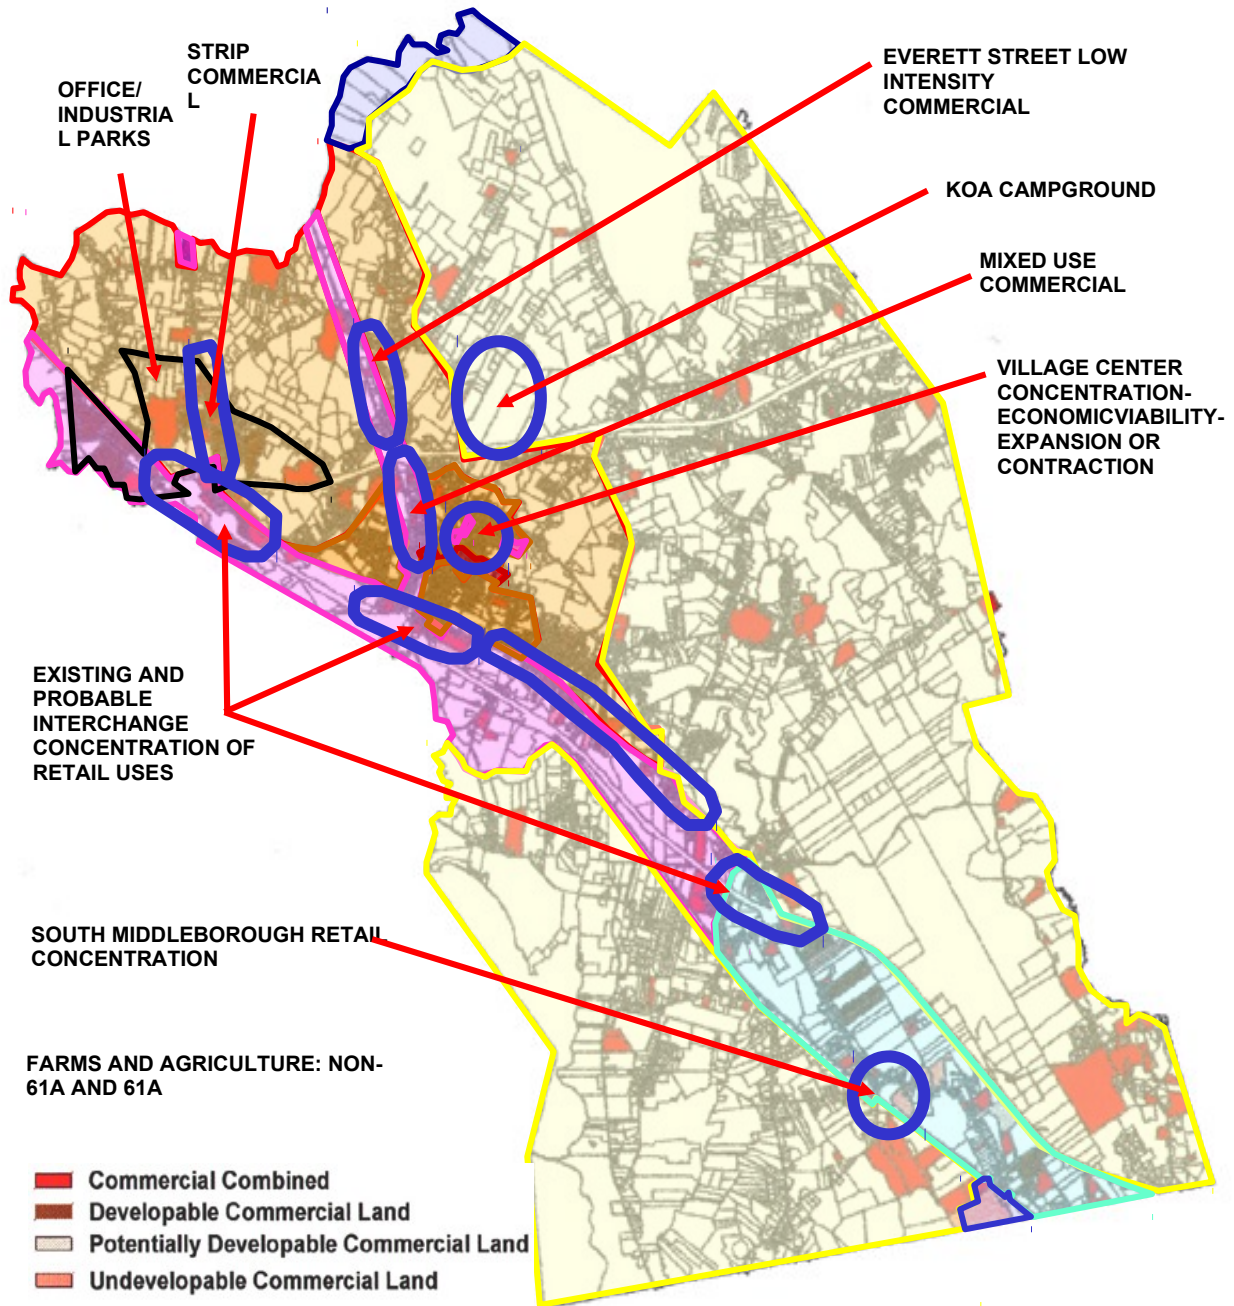 STRIP
COMMERCIA
L
OFFICE/
INDUSTRIA
L PARKS
EVERETT STREET LOW
INTENSITY
COMMERCIAL
KOA CAMPGROUND
MIXED USE
COMMERCIAL
VILLAGE CENTER
CONCENTRATION-
ECONOMICVIABILITY-
EXPANSION OR
CONTRACTION
EXISTING AND
PROBABLE
INTERCHANGE
CONCENTRATION OF
RETAIL USES
SOUTH MIDDLEBOROUGH RETAIL
CONCENTRATION
FARMS AND AGRICULTURE: NON-
61A AND 61A
Commercial Combined
Developable Commercial Land
Potentially Developable Commercial Land
Undevelopable Commercial Land